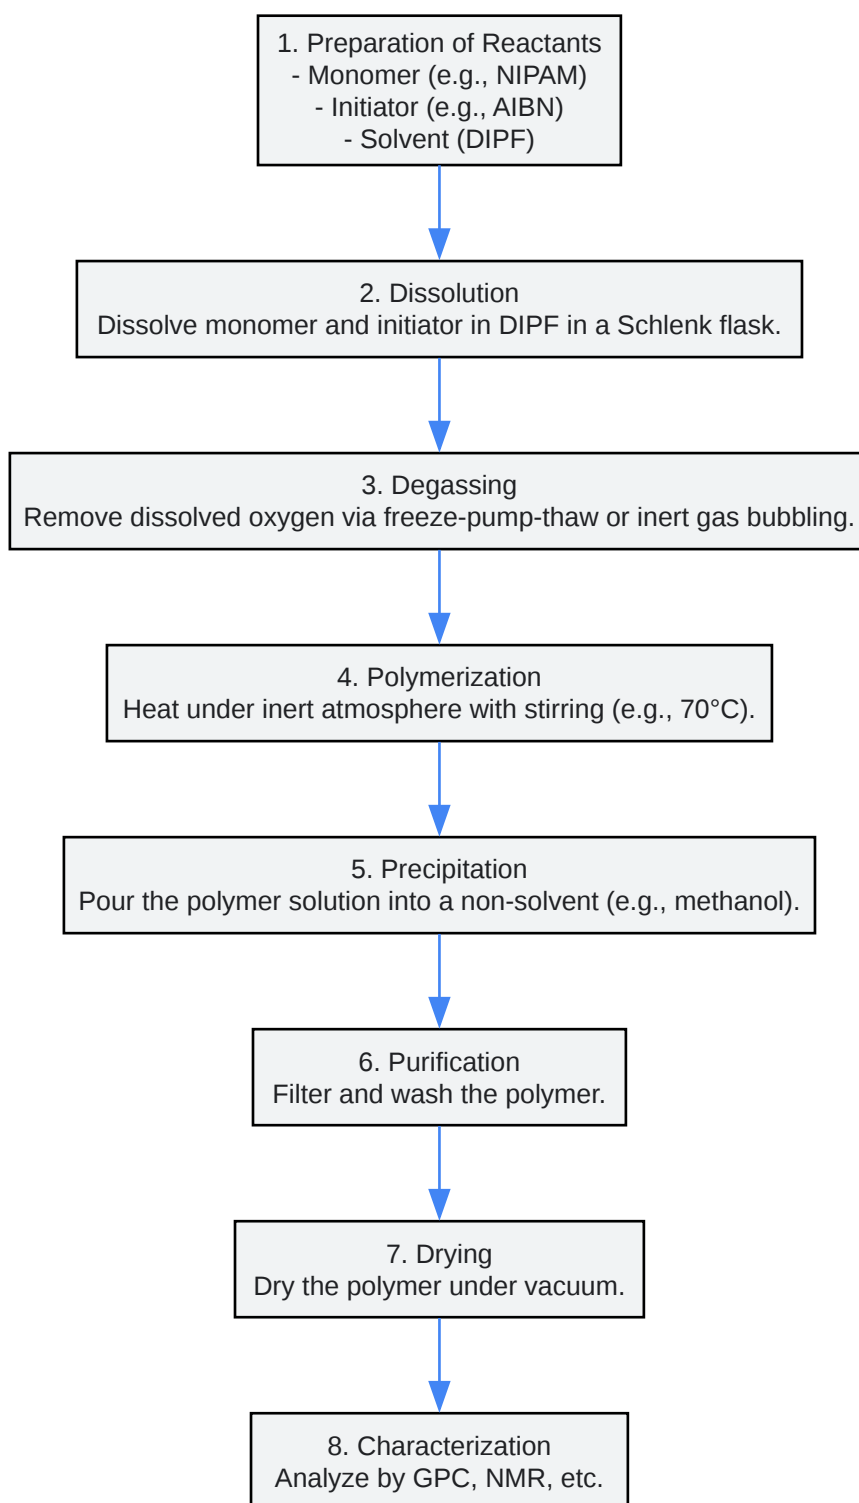 1. Preparation of Reactants
- Monomer (e.g., NIPAM)
- Initiator (e.g., AIBN)
- Solvent (DIPF)
2. Dissolution
Dissolve monomer and initiator in DIPF in a Schlenk flask.
3. Degassing
Remove dissolved oxygen via freeze-pump-thaw or inert gas bubbling.
4. Polymerization
Heat under inert atmosphere with stirring (e.g., 70°C).
5. Precipitation
Pour the polymer solution into a non-solvent (e.g., methanol).
6. Purification
Filter and wash the polymer.
7. Drying
Dry the polymer under vacuum.
8. Characterization
Analyze by GPC, NMR, etc.